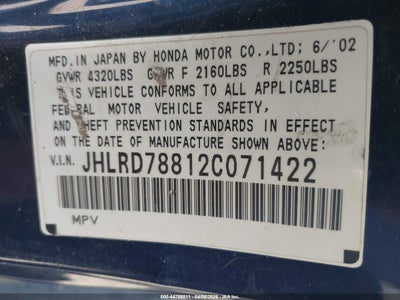 MFD. IN JAPAN BY HONDA MOTOR CO.,LTD; 6/'02
GVWR 4320LBS F 2160LBS R 2250LBS
VEHICLE CONFORMS TO ALL APPLICABLE
FEDERAL MOTOR VEHICLE SAFETY,
AND THEFT PREVENTION STANDARDS IN EFFECT
ON THE DATE OF MANUFACTURE SHOWN ABOVE:
V.I.N. JHLRD78812C071422
MPV